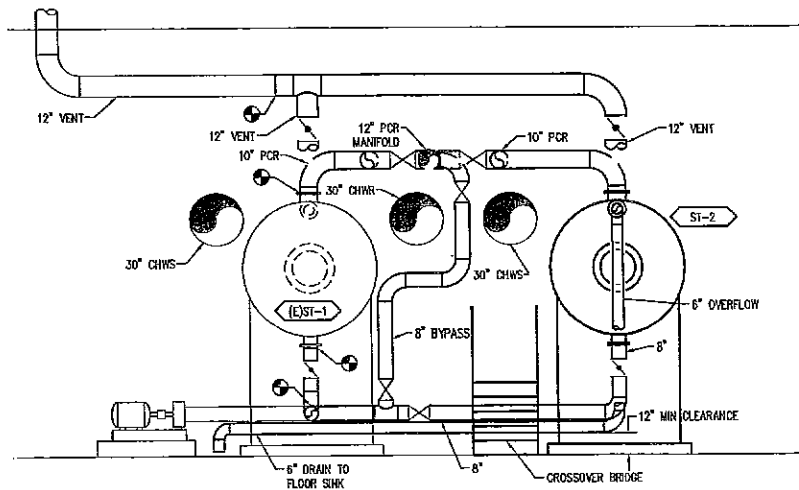 12" VENT
12" VENT
12" PCR
MANIFOLD
10" PCR
12" VENT
10" PCR
30" CHWR
ST-2
30" CHWS
30" CHWS
(E)ST-1
6" OVERFLOW
8" BYPASS
8"
12" MIN CLEARANCE
6" DRAIN TO
FLOOR SINK
8"
CROSSOVER BRIDGE